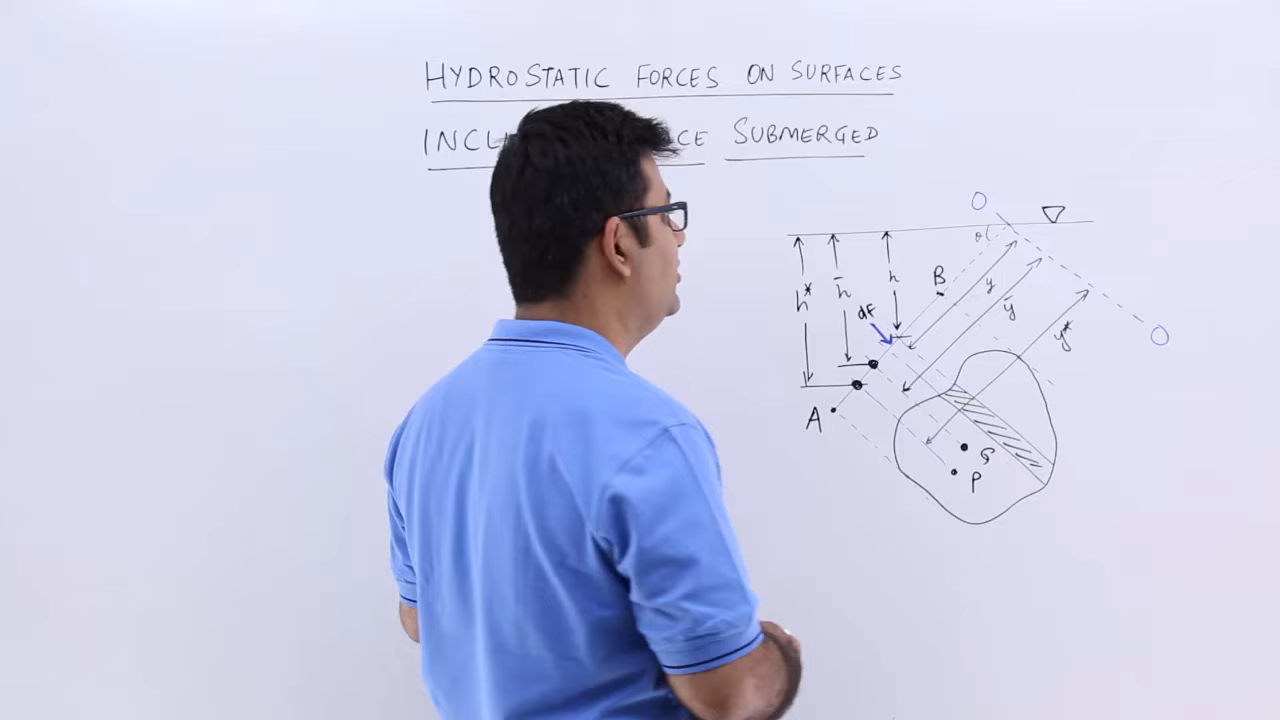 HYDROSTATIC FORCES ON SURFACES
SUBMERGED
O
θ
h*
h̄
h
B
y
ȳ
y*
dF
O
A
G
P